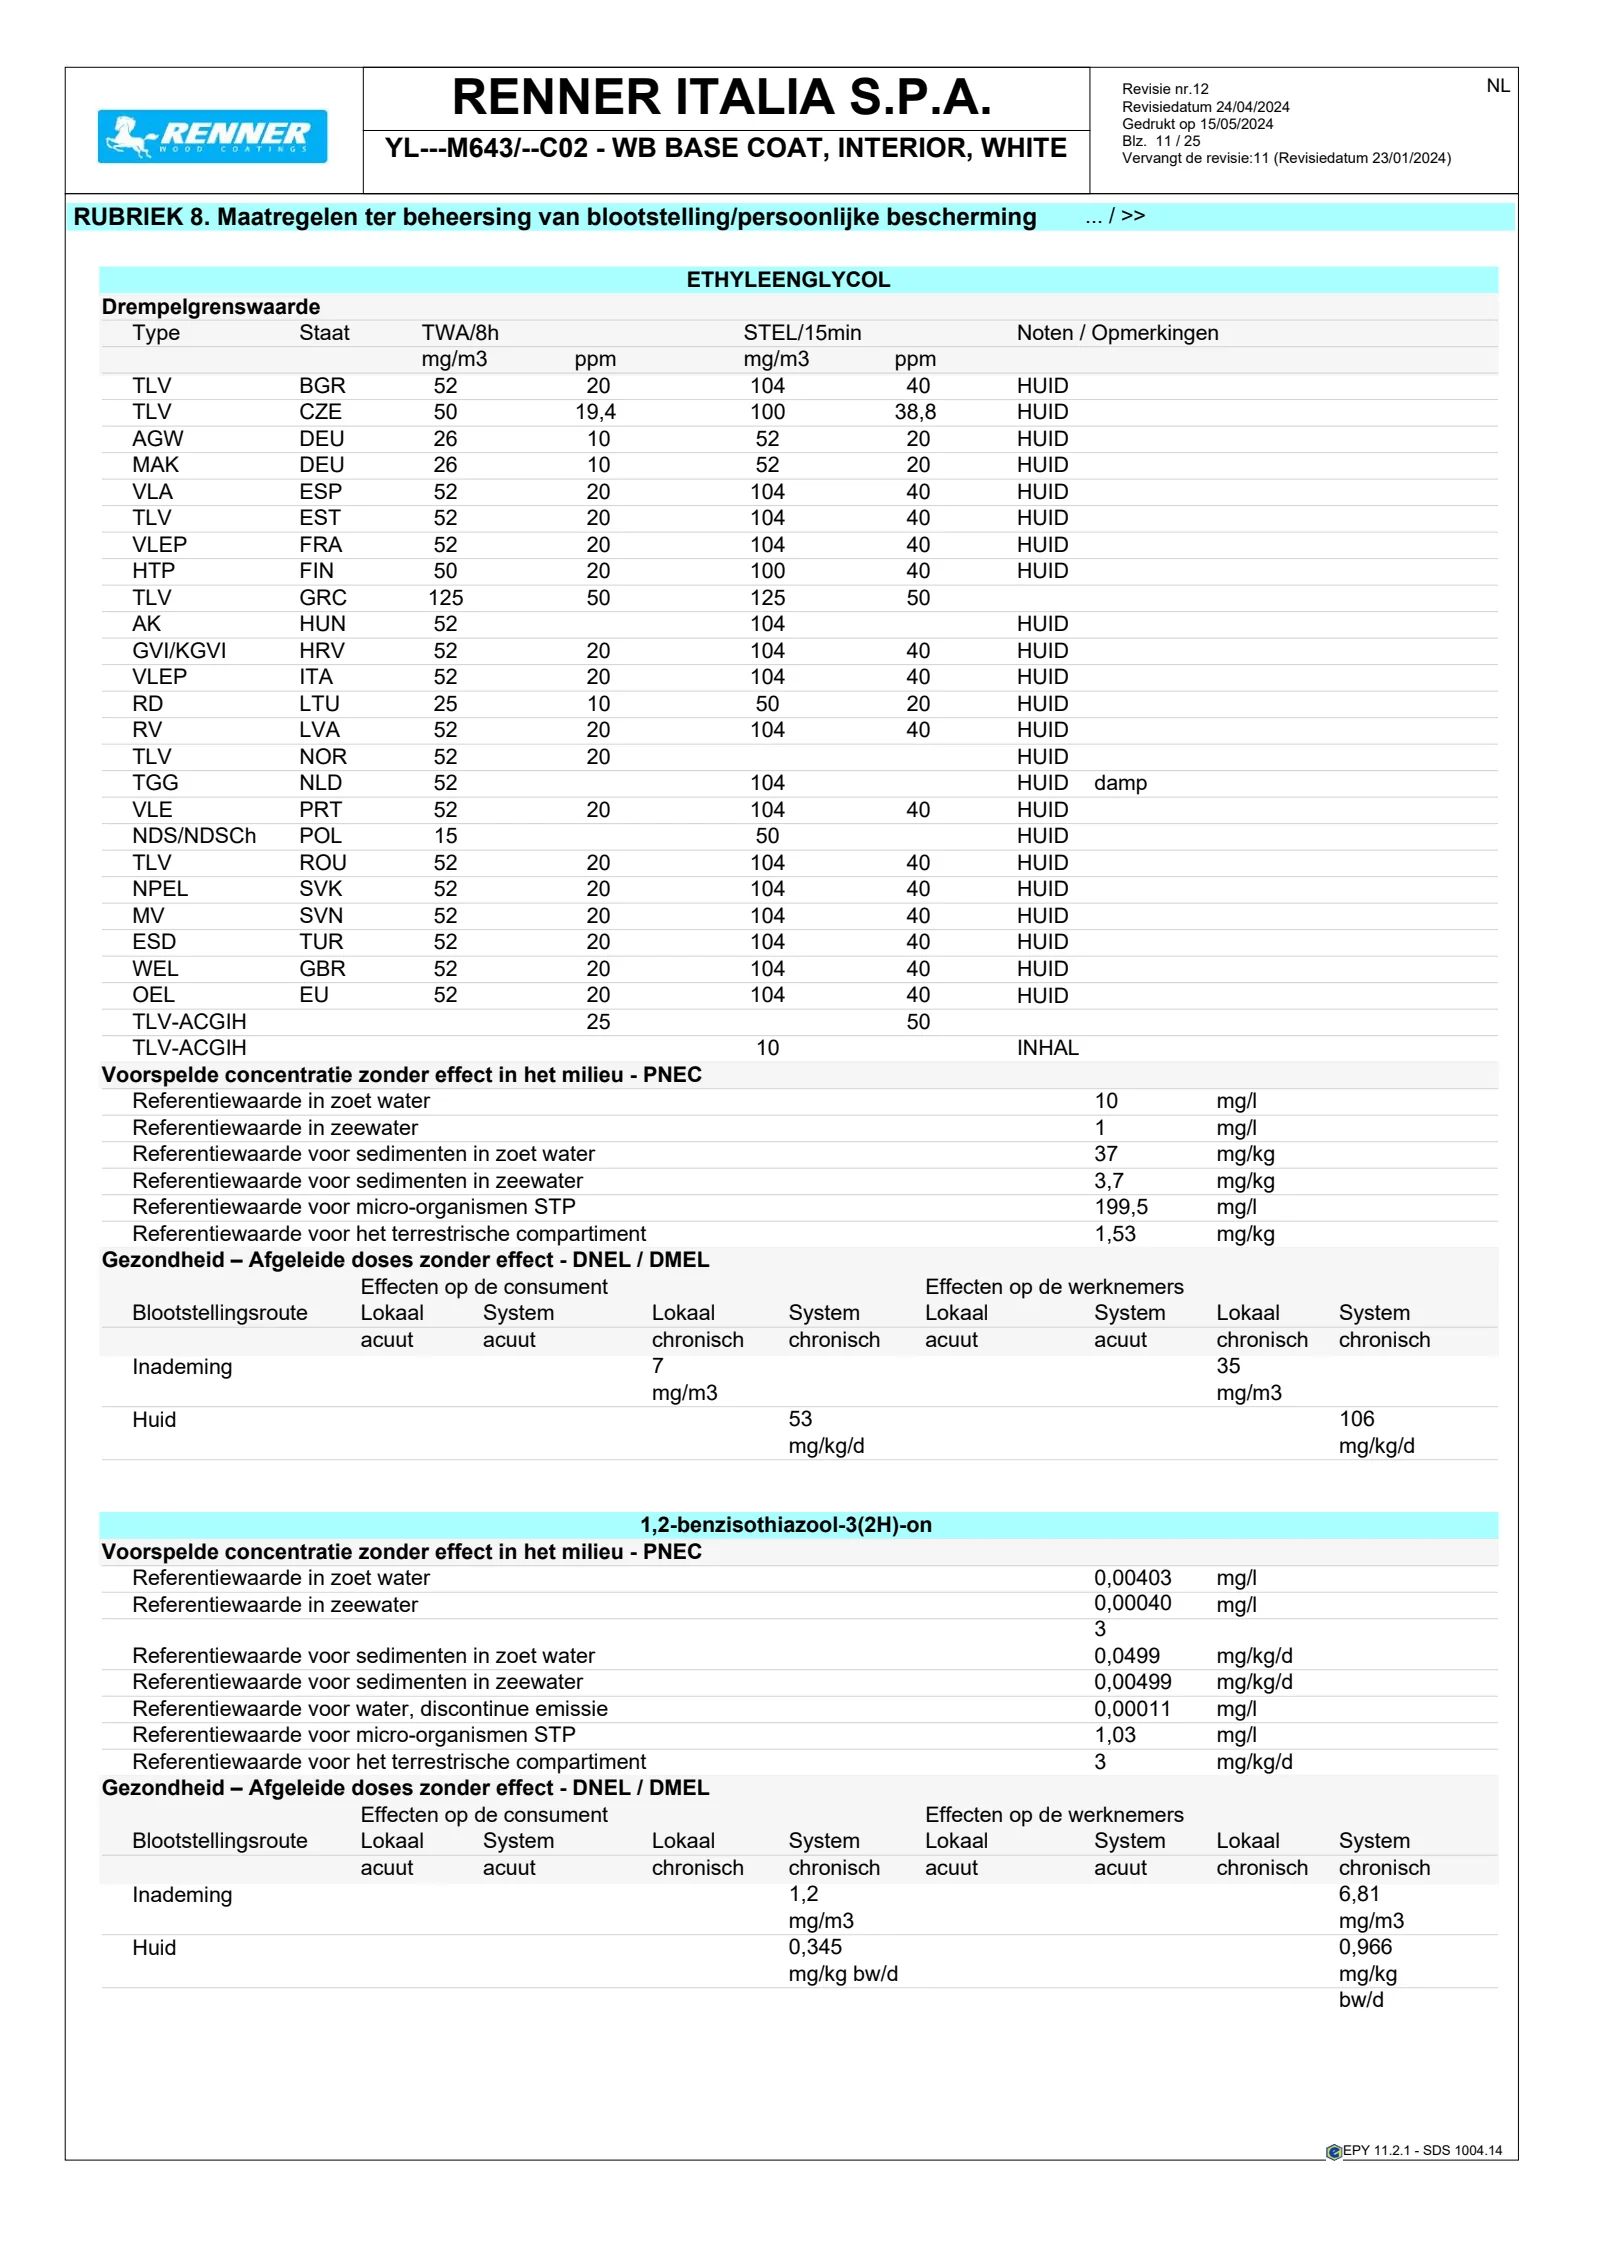 RENNER
WOOD COATINGS
RENNER ITALIA S.P.A.
YL---M643/--C02 - WB BASE COAT, INTERIOR, WHITE
Revisie nr.12
Revisiedatum 24/04/2024
Gedrukt op 15/05/2024
Blz. 11 / 25
Vervangt de revisie:11 (Revisiedatum 23/01/2024)
NL
RUBRIEK 8. Maatregelen ter beheersing van blootstelling/persoonlijke bescherming ... / >>
ETHYLEENGLYCOL
Drempelgrenswaarde
Type Staat TWA/8h STEL/15min Noten / Opmerkingen
mg/m3 ppm mg/m3 ppm
TLV BGR 52 20 104 40 HUID
TLV CZE 50 19,4 100 38,8 HUID
AGW DEU 26 10 52 20 HUID
MAK DEU 26 10 52 20 HUID
VLA ESP 52 20 104 40 HUID
TLV EST 52 20 104 40 HUID
VLEP FRA 52 20 104 40 HUID
HTP FIN 50 20 100 40 HUID
TLV GRC 125 50 125 50
AK HUN 52 104 HUID
GVI/KGVI HRV 52 20 104 40 HUID
VLEP ITA 52 20 104 40 HUID
RD LTU 25 10 50 20 HUID
RV LVA 52 20 104 40 HUID
TLV NOR 52 20 HUID
TGG NLD 52 104 HUID damp
VLE PRT 52 20 104 40 HUID
NDS/NDSCh POL 15 50 HUID
TLV ROU 52 20 104 40 HUID
NPEL SVK 52 20 104 40 HUID
MV SVN 52 20 104 40 HUID
ESD TUR 52 20 104 40 HUID
WEL GBR 52 20 104 40 HUID
OEL EU 52 20 104 40 HUID
TLV-ACGIH 25 50
TLV-ACGIH 10 INHAL
Voorspelde concentratie zonder effect in het milieu - PNEC
Referentiewaarde in zoet water 10 mg/l
Referentiewaarde in zeewater 1 mg/l
Referentiewaarde voor sedimenten in zoet water 37 mg/kg
Referentiewaarde voor sedimenten in zeewater 3,7 mg/kg
Referentiewaarde voor micro-organismen STP 199,5 mg/l
Referentiewaarde voor het terrestrische compartiment 1,53 mg/kg
Gezondheid – Afgeleide doses zonder effect - DNEL / DMEL
Effecten op de consument Effecten op de werknemers
Blootstellingsroute Lokaal System Lokaal System Lokaal System Lokaal System
acuut acuut chronisch chronisch acuut acuut chronisch chronisch
Inademing 7 35
mg/m3 mg/m3
Huid 53 106
mg/kg/d mg/kg/d
1,2-benzisothiazool-3(2H)-on
Voorspelde concentratie zonder effect in het milieu - PNEC
Referentiewaarde in zoet water 0,00403 mg/l
Referentiewaarde in zeewater 0,00040 mg/l
3
Referentiewaarde voor sedimenten in zoet water 0,0499 mg/kg/d
Referentiewaarde voor sedimenten in zeewater 0,00499 mg/kg/d
Referentiewaarde voor water, discontinue emissie 0,00011 mg/l
Referentiewaarde voor micro-organismen STP 1,03 mg/l
Referentiewaarde voor het terrestrische compartiment 3 mg/kg/d
Gezondheid – Afgeleide doses zonder effect - DNEL / DMEL
Effecten op de consument Effecten op de werknemers
Blootstellingsroute Lokaal System Lokaal System Lokaal System Lokaal System
acuut acuut chronisch chronisch acuut acuut chronisch chronisch
Inademing 1,2 6,81
mg/m3 mg/m3
Huid 0,345 0,966
mg/kg bw/d mg/kg
bw/d
EPY 11.2.1 - SDS 1004.14